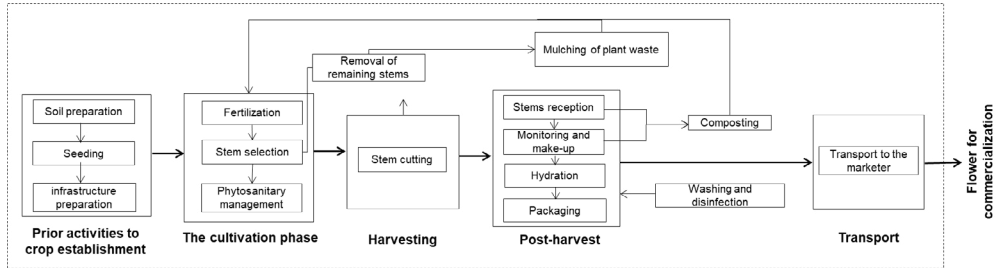 Mulching of plant waste
Removal of
remaining stems
Soil preparation
Seeding
infrastructure
preparation
Prior activities to
crop establishment
Fertilization
Stem selection
Phytosanitary
management
The cultivation phase
Stem cutting
Harvesting
Stems reception
Monitoring and
make-up
Hydration
Packaging
Post-harvest
Composting
Washing and
disinfection
Transport to the
marketer
Transport
Flower for
commercialization